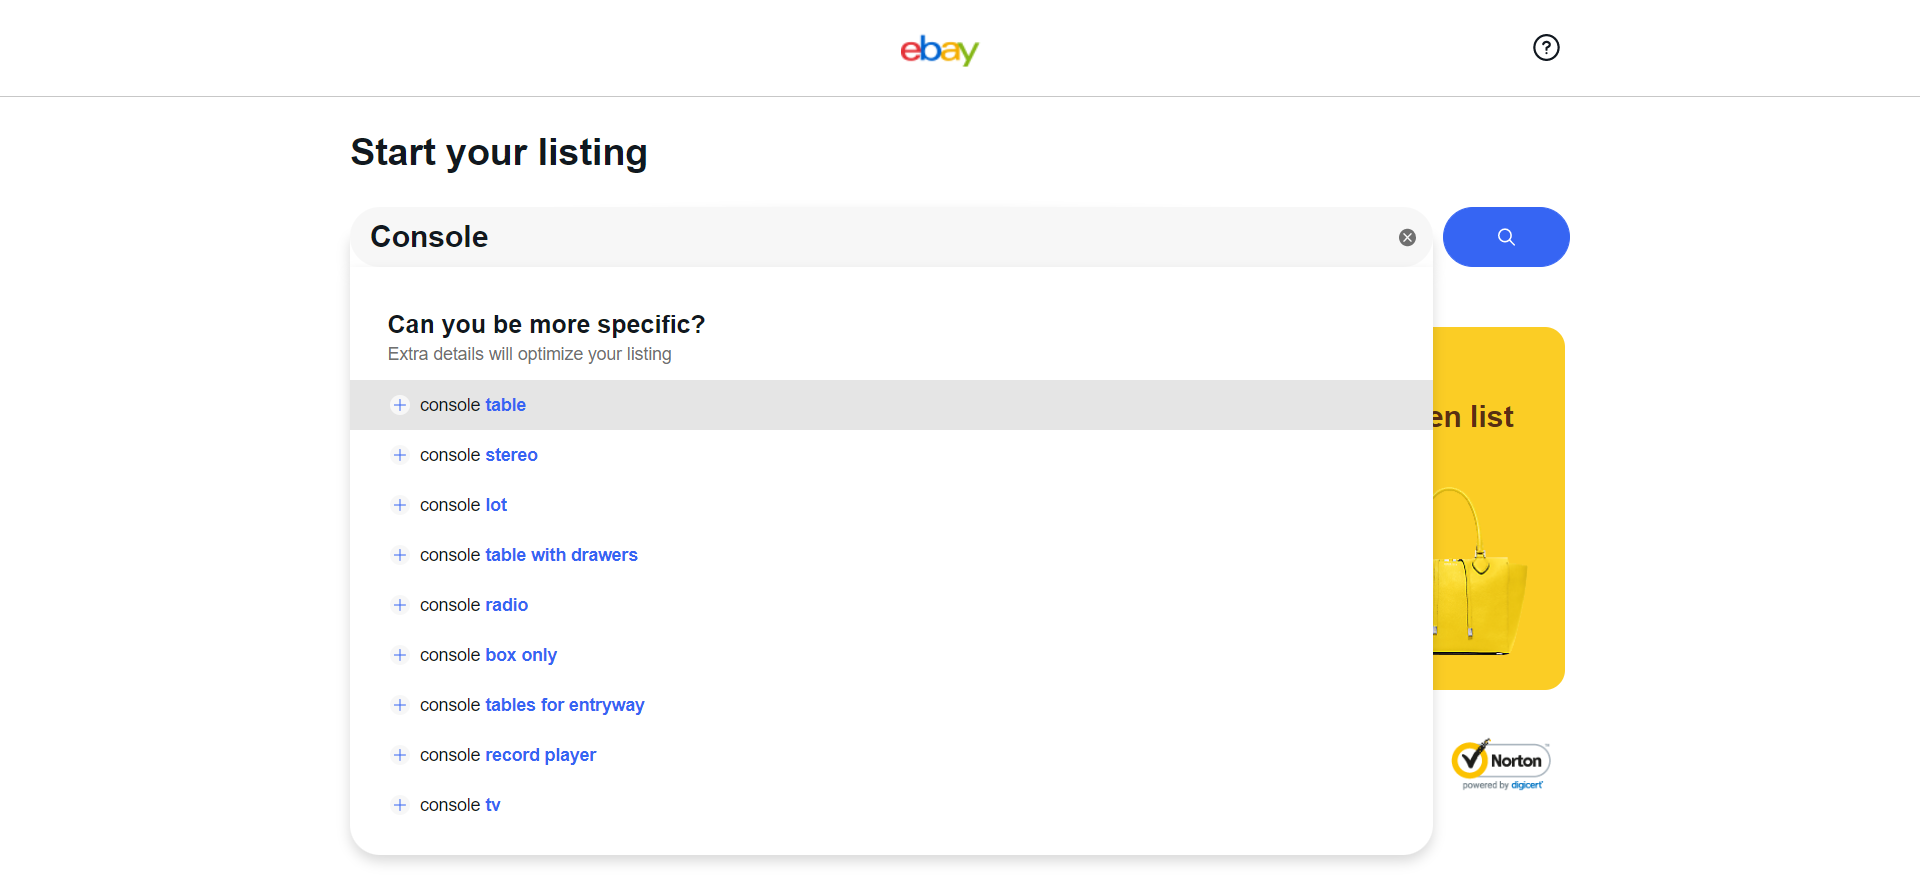 ebay
?
Start your listing
Console
Can you be more specific?
Extra details will optimize your listing
console table
console stereo
console lot
console table with drawers
console radio
console box only
console tables for entryway
console record player
console tv
en list
Norton
powered by digicert